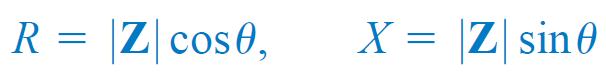 R = |Z| cosθ, X = |Z| sinθ